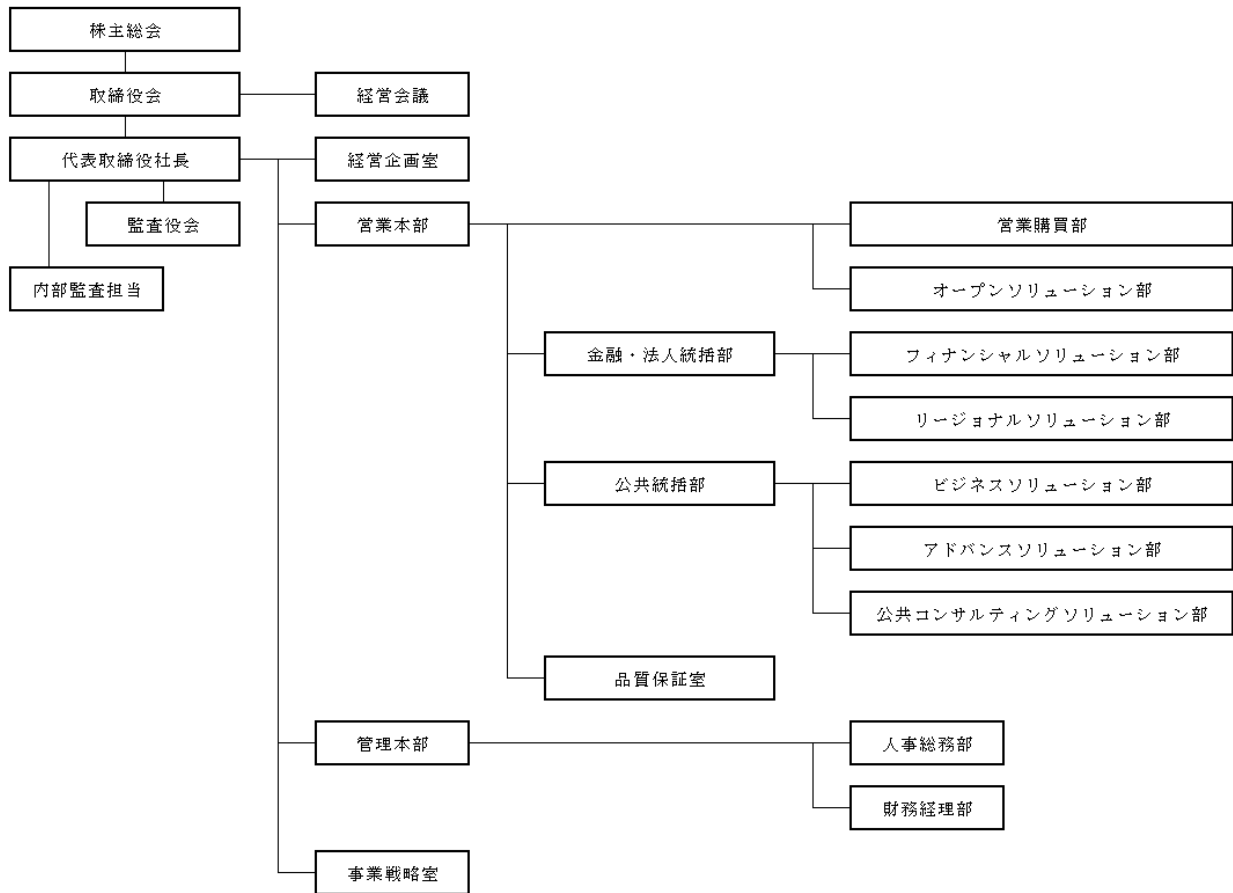 株主総会
取締役会
経営会議
代表取締役社長
経営企画室
監査役会
営業本部
営業購買部
内部監査担当
オープンソリューション部
金融・法人統括部
フィナンシャルソリューション部
リージョナルソリューション部
公共統括部
ビジネスソリューション部
アドバンスソリューション部
公共コンサルティングソリューション部
品質保証室
管理本部
人事総務部
財務経理部
事業戦略室